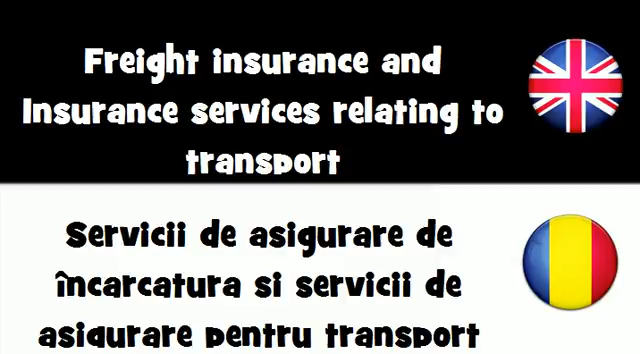 Freight insurance and
Insurance services relating to
transport
Servicii de asigurare de
încarcatura si servicii de
asigurare pentru transport